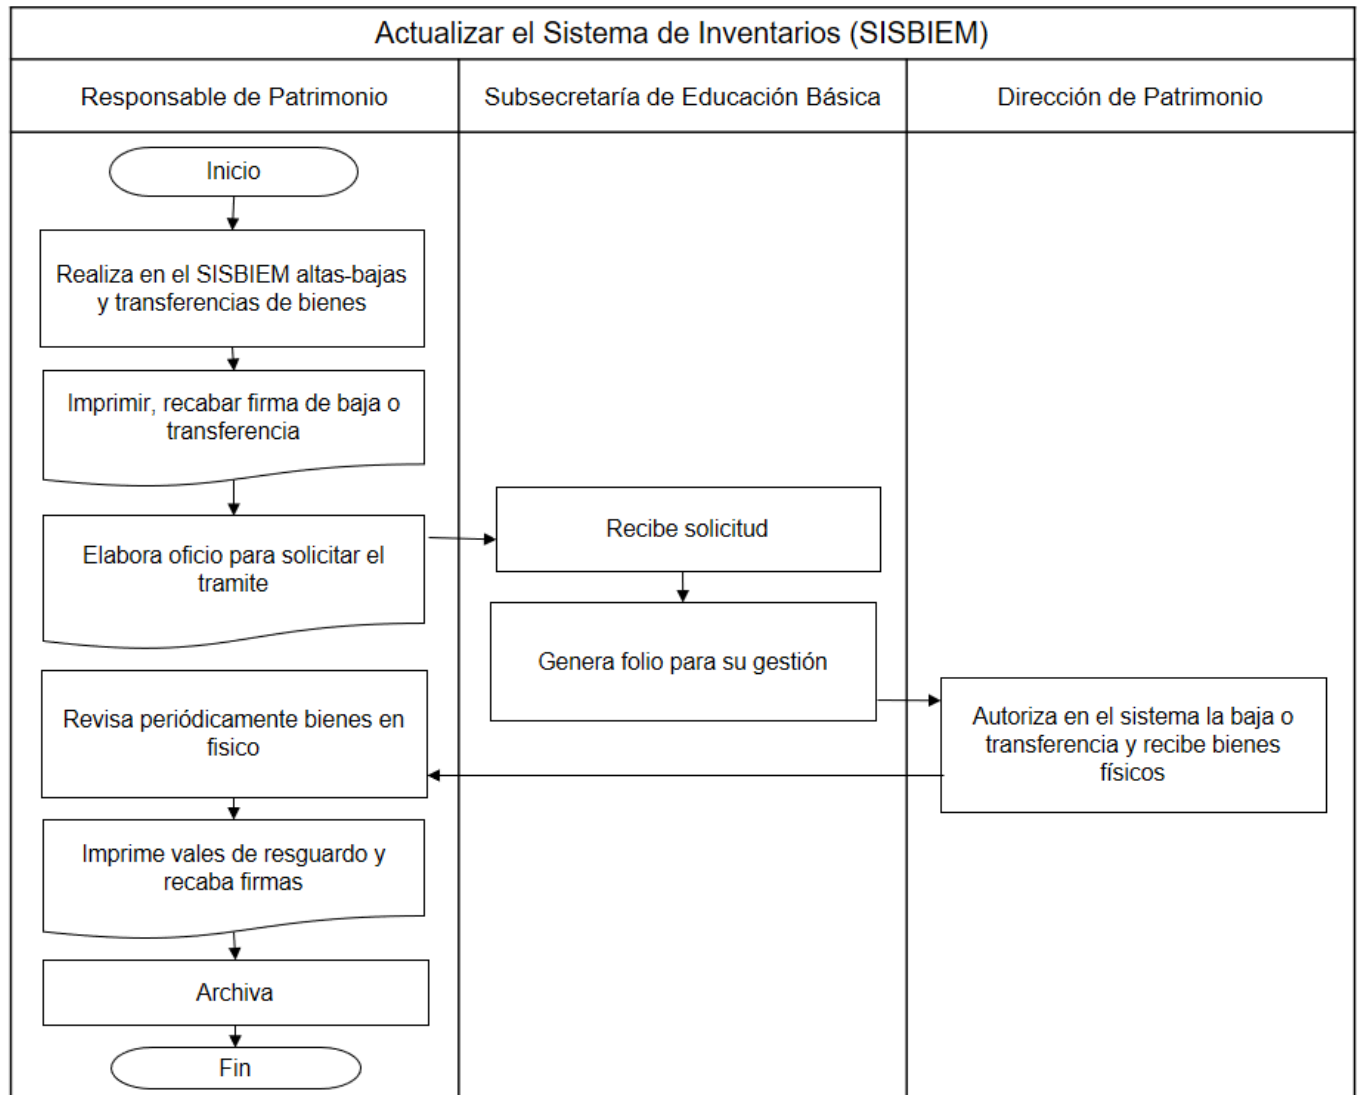 Actualizar el Sistema de Inventarios (SISBIEM)
Responsable de Patrimonio
Subsecretaría de Educación Básica
Dirección de Patrimonio
Inicio
Realiza en el SISBIEM altas-bajas
y transferencias de bienes
Imprimir, recabar firma de baja o
transferencia
Elabora oficio para solicitar el
tramite
Recibe solicitud
Genera folio para su gestión
Autoriza en el sistema la baja o
transferencia y recibe bienes
físicos
Revisa periódicamente bienes en
fisico
Imprime vales de resguardo y
recaba firmas
Archiva
Fin